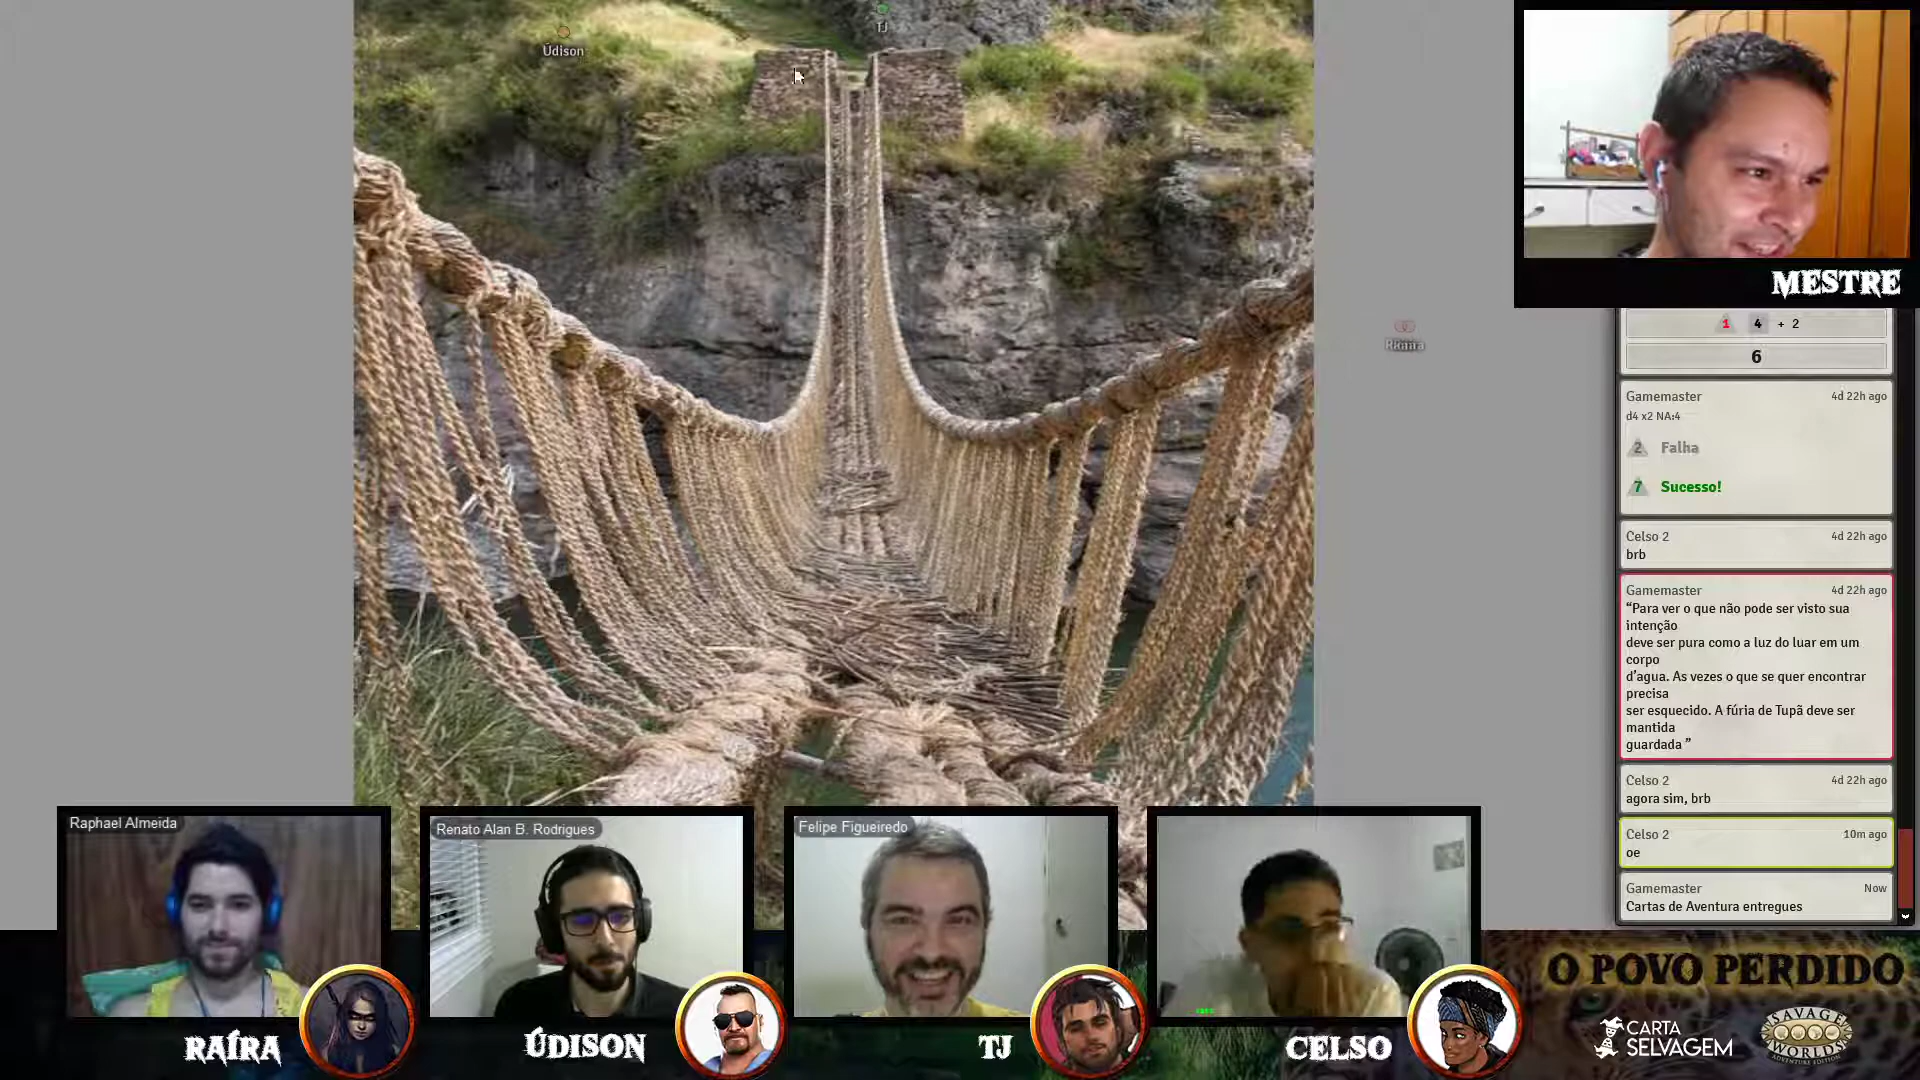 Údison
TJ
MESTRE
1 4 + 2
6
Gamemaster 4d 22h ago
d4 x2 NA:4
2 Falha
7 Sucesso!
Celso 2 4d 22h ago
brb
Gamemaster 4d 22h ago
“Para ver o que não pode ser visto sua
intenção
deve ser pura como a luz do luar em um
corpo
d’agua. As vezes o que se quer encontrar
precisa
ser esquecido. A fúria de Tupã deve ser
mantida
guardada ”
Celso 2 4d 22h ago
agora sim, brb
Celso 2 10m ago
oe
Gamemaster Now
Cartas de Aventura entregues
Raphael Almeida
Renato Alan B. Rodrigues
Felipe Figueiredo
RAÍRA
ÚDISON
TJ
CELSO
O POVO PERDIDO
CARTA
SELVAGEM
SAVAGE
WORLDS
ADVENTURE EDITION